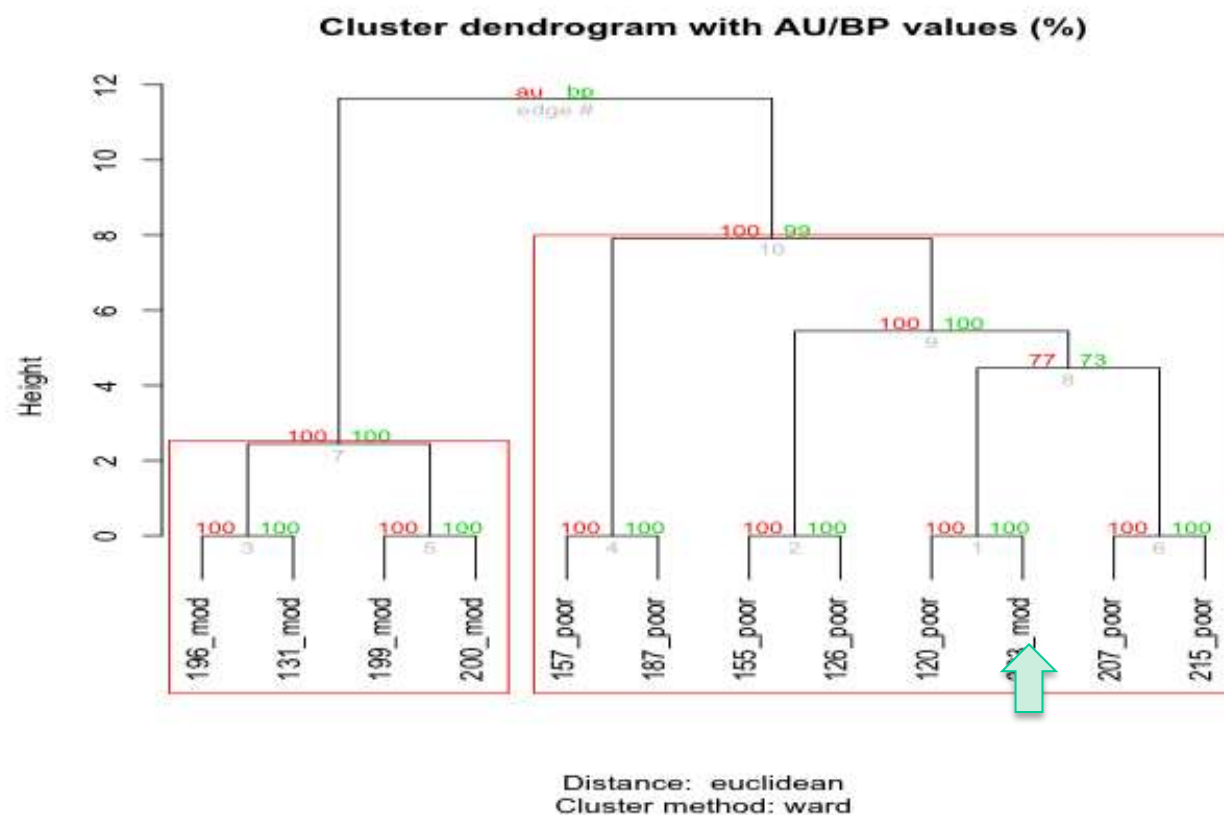 Cluster dendrogram with AU/BP values (%)
au bp
edge #
12
10
8
6
4
2
0
Height
100 99
10
100 100
9
77 73
8
100 100
7
100 100
3
100 100
5
100 100
4
100 100
2
100 100
1
100 100
6
196_mod
131_mod
199_mod
200_mod
157_poor
187_poor
155_poor
126_poor
120_poor
207_poor
215_poor
Distance: euclidean
Cluster method: ward